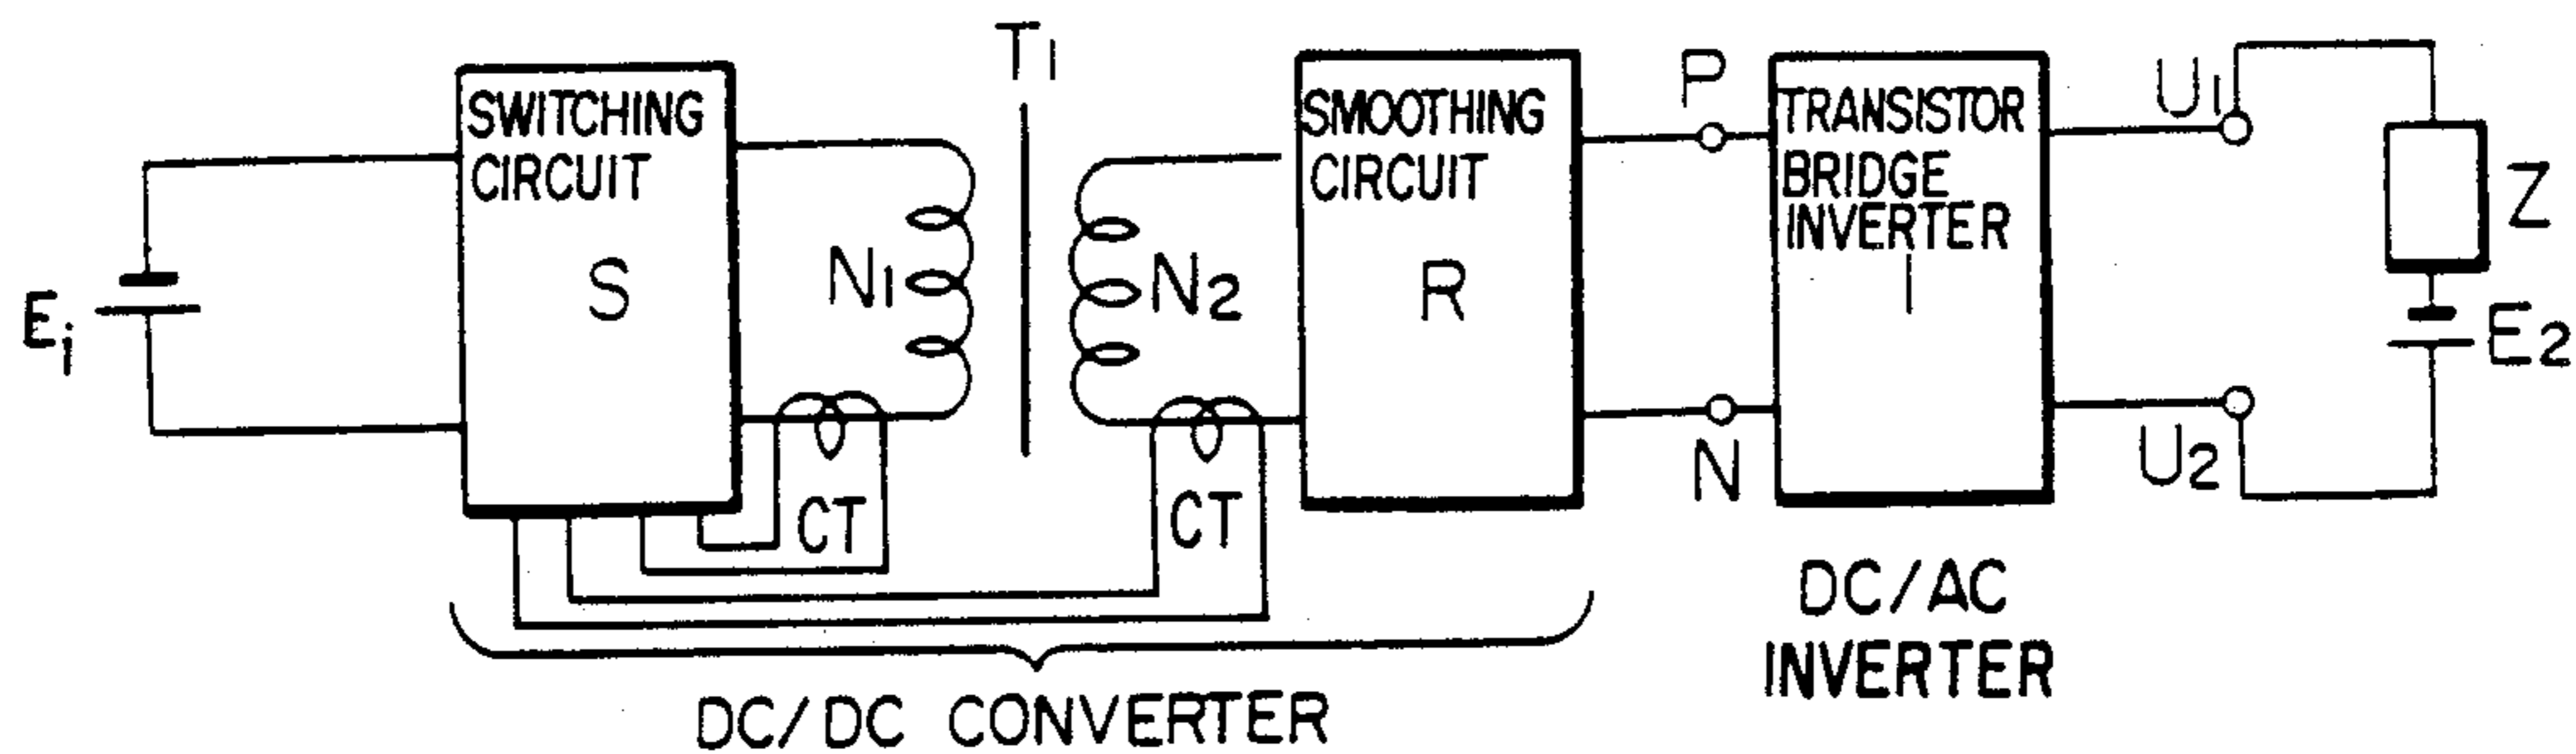 T1
SWITCHING
CIRCUIT
S
Ei
N1
N2
CT
CT
SMOOTHING
CIRCUIT
R
P
N
TRANSISTOR
BRIDGE
INVERTER
I
U1
U2
Z
E2
DC/DC CONVERTER
DC/AC
INVERTER